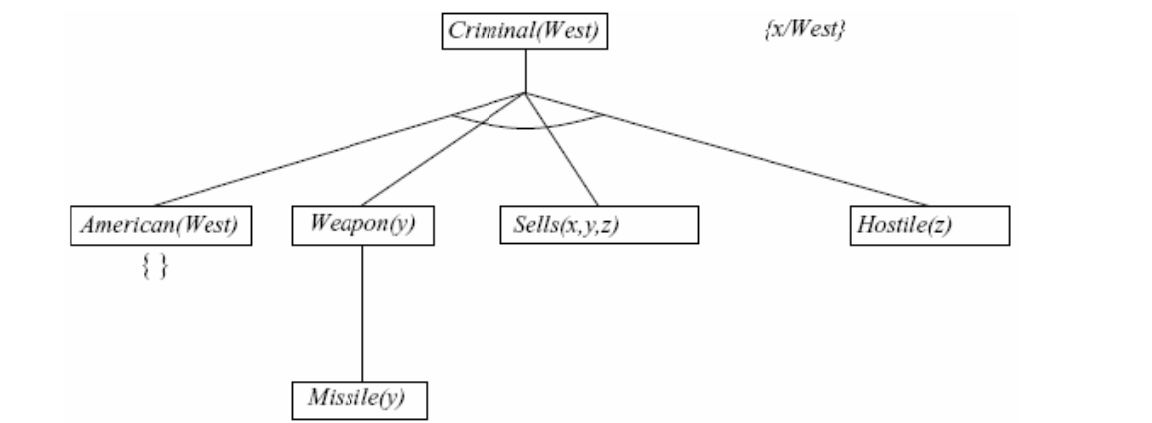 Criminal(West)
{x/West}
American(West)
Weapon(y)
Sells(x,y,z)
Hostile(z)
{ }
Missile(y)